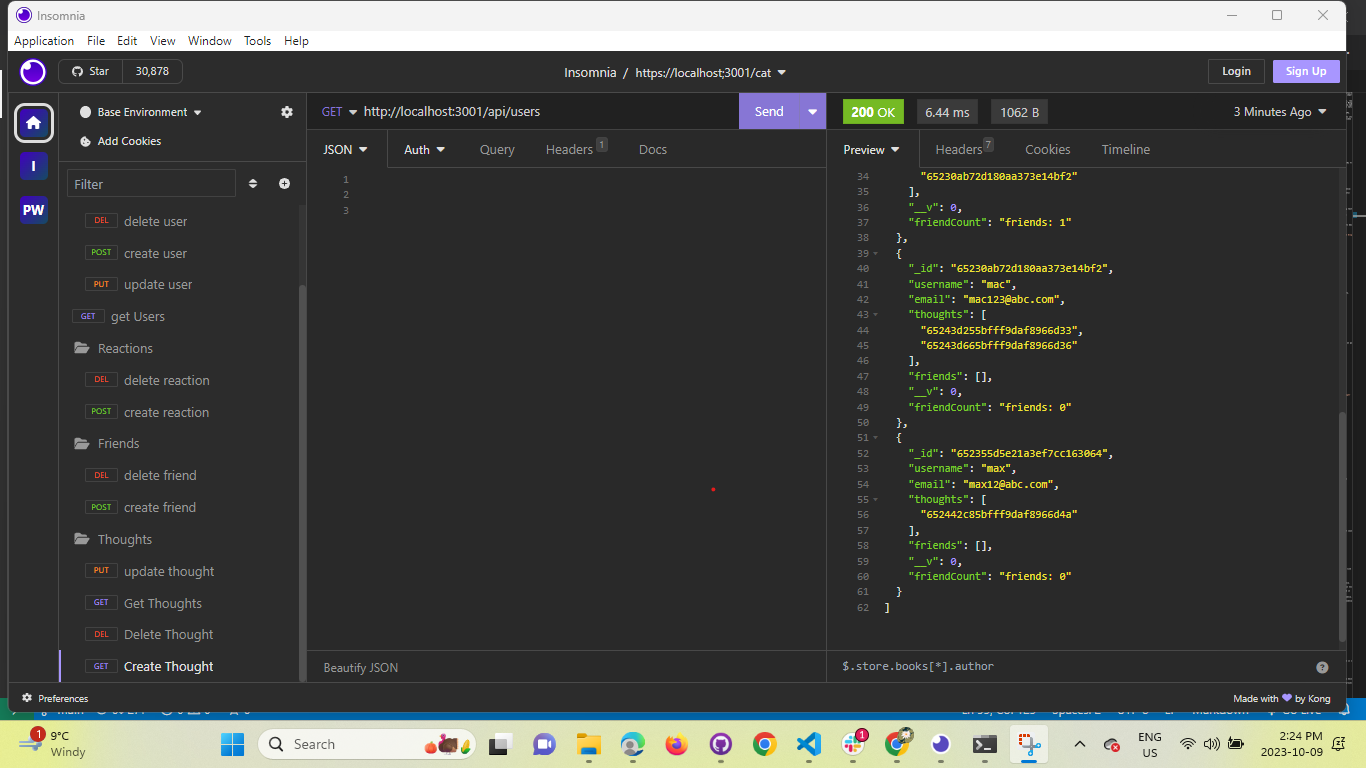 Insomnia
Application File Edit View Window Tools Help
Star 30,878
Insomnia / https://localhost;3001/cat
Login Sign Up
Base Environment
Add Cookies
Filter
I
PW
DEL delete user
POST create user
PUT update user
GET get Users
Reactions
DEL delete reaction
POST create reaction
Friends
DEL delete friend
POST create friend
Thoughts
PUT update thought
GET Get Thoughts
DEL Delete Thought
GET Create Thought
GET http://localhost:3001/api/users Send
JSON Auth Query Headers 1 Docs
1
2
3
Beautify JSON
200 OK 6.44 ms 1062 B 3 Minutes Ago
Preview Headers 7 Cookies Timeline
34 "65230ab72d180aa373e14bf2"
35 ],
36 "__v": 0,
37 "friendCount": "friends: 1"
38 },
39 {
40 "_id": "65230ab72d180aa373e14bf2",
41 "username": "mac",
42 "email": "mac123@abc.com",
43 "thoughts": [
44 "65243d255bfff9daf8966d33",
45 "65243d665bfff9daf8966d36"
46 ],
47 "friends": [],
48 "__v": 0,
49 "friendCount": "friends: 0"
50 },
51 {
52 "_id": "652355d5e21a3ef7cc163064",
53 "username": "max",
54 "email": "max12@abc.com",
55 "thoughts": [
56 "652442c85bfff9daf8966d4a"
57 ],
58 "friends": [],
59 "__v": 0,
60 "friendCount": "friends: 0"
61 }
62 ]
$.store.books[*].author
Preferences
Made with by Kong
1
9°C
Windy
Search
1
ENG
US
2:24 PM
2023-10-09